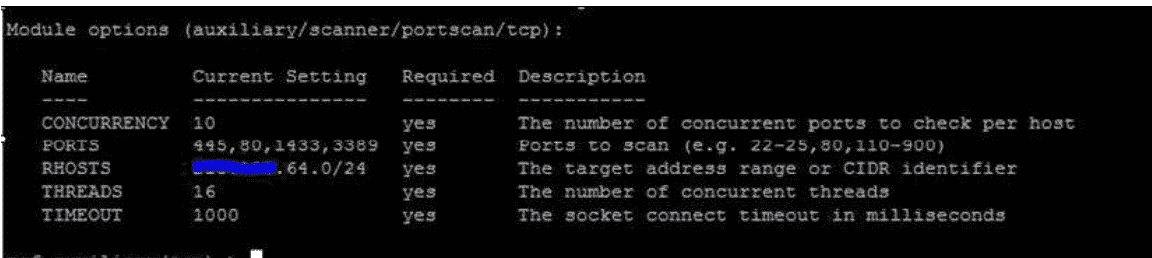 Module options (auxiliary/scanner/portscan/tcp):
Name Current Setting Required Description
---- --------------- -------- -----------
CONCURRENCY 10 yes The number of concurrent ports to check per host
PORTS 445,80,1433,3389 yes Ports to scan (e.g. 22-25,80,110-900)
RHOSTS .64.0/24 yes The target address range or CIDR identifier
THREADS 16 yes The number of concurrent threads
TIMEOUT 1000 yes The socket connect timeout in milliseconds